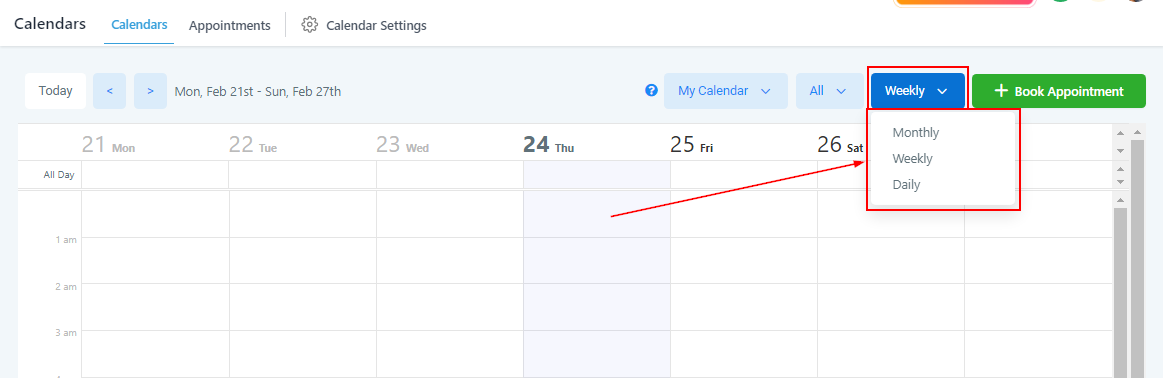 Calendars Calendars Appointments Calendar Settings
Today < > Mon, Feb 21st - Sun, Feb 27th ? My Calendar All Weekly + Book Appointment
Monthly
21 Mon 22 Tue 23 Wed 24 Thu 25 Fri 26 Sat
Weekly
All Day
Daily
1 am
2 am
3 am